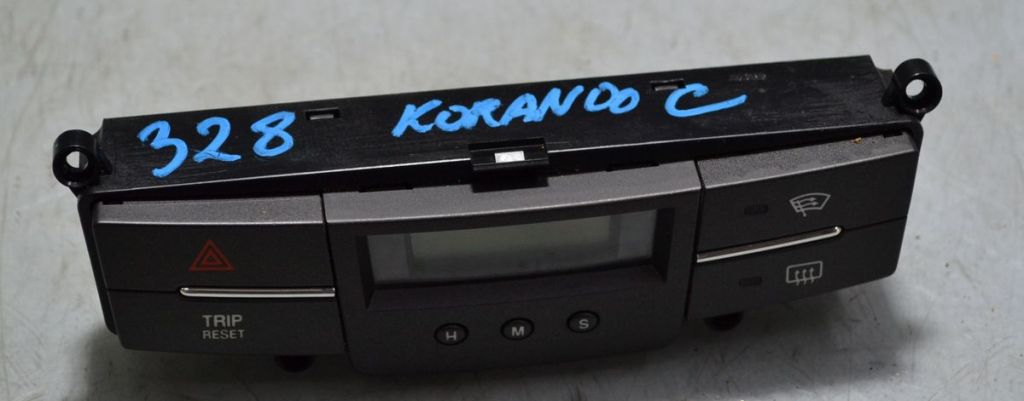 328 KORANDO C
TRIP
RESET
H M S